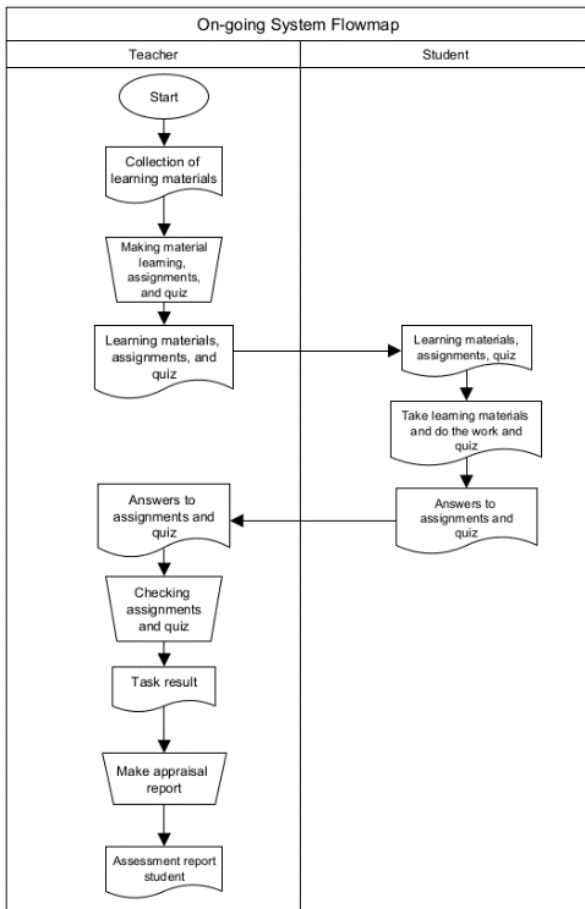 On-going System Flowmap
Teacher
Student
Start
Collection of
learning materials
Making material
learning,
assignments,
and quiz
Learning materials,
assignments, and
quiz
Learning materials,
assignments, quiz
Take learning materials
and do the work and
quiz
Answers to
assignments and
quiz
Answers to
assignments and
quiz
Checking
assignments
and quiz
Task result
Make appraisal
report
Assessment report
student